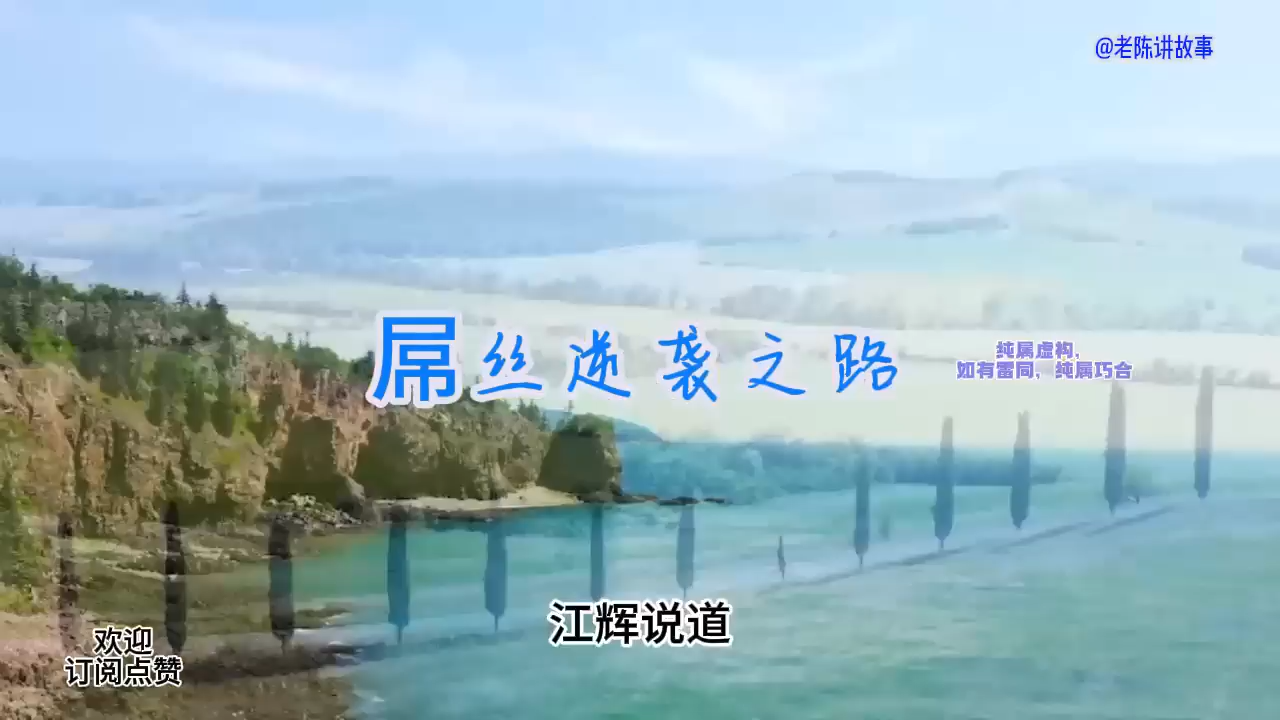 @老陈讲故事
屌丝逆袭之路
纯属虚构，
如有雷同，纯属巧合
江辉说道
欢迎
订阅点赞